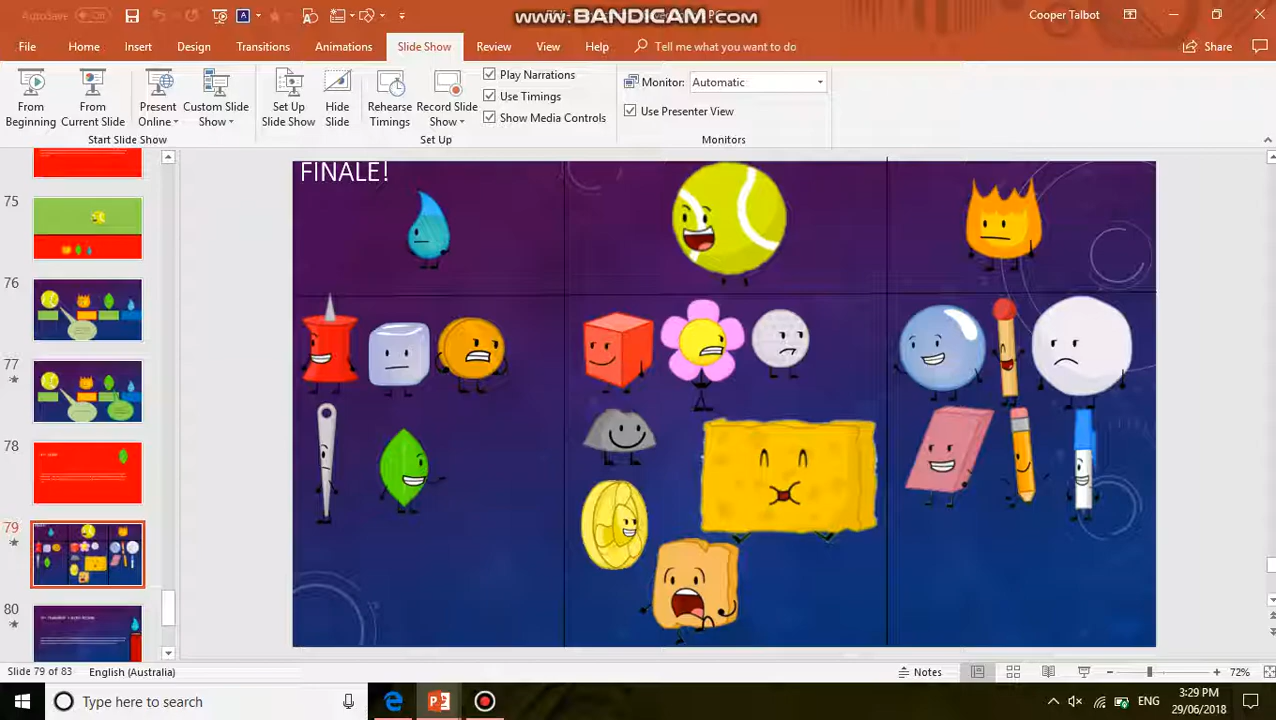 AutoSave Off
www.BANDICAM.com
Cooper Talbot
File Home Insert Design Transitions Animations Slide Show Review View Help Tell me what you want to do Share
From Beginning
From Current Slide
Present Online
Custom Slide Show
Set Up Slide Show
Hide Slide
Rehearse Timings
Record Slide Show
Play Narrations
Use Timings
Show Media Controls
Monitor: Automatic
Use Presenter View
Start Slide Show Set Up Monitors
FINALE!
75
76
77
78
79
80
Slide 79 of 83 English (Australia) Notes 72%
Type here to search
ENG
3:29 PM
29/06/2018